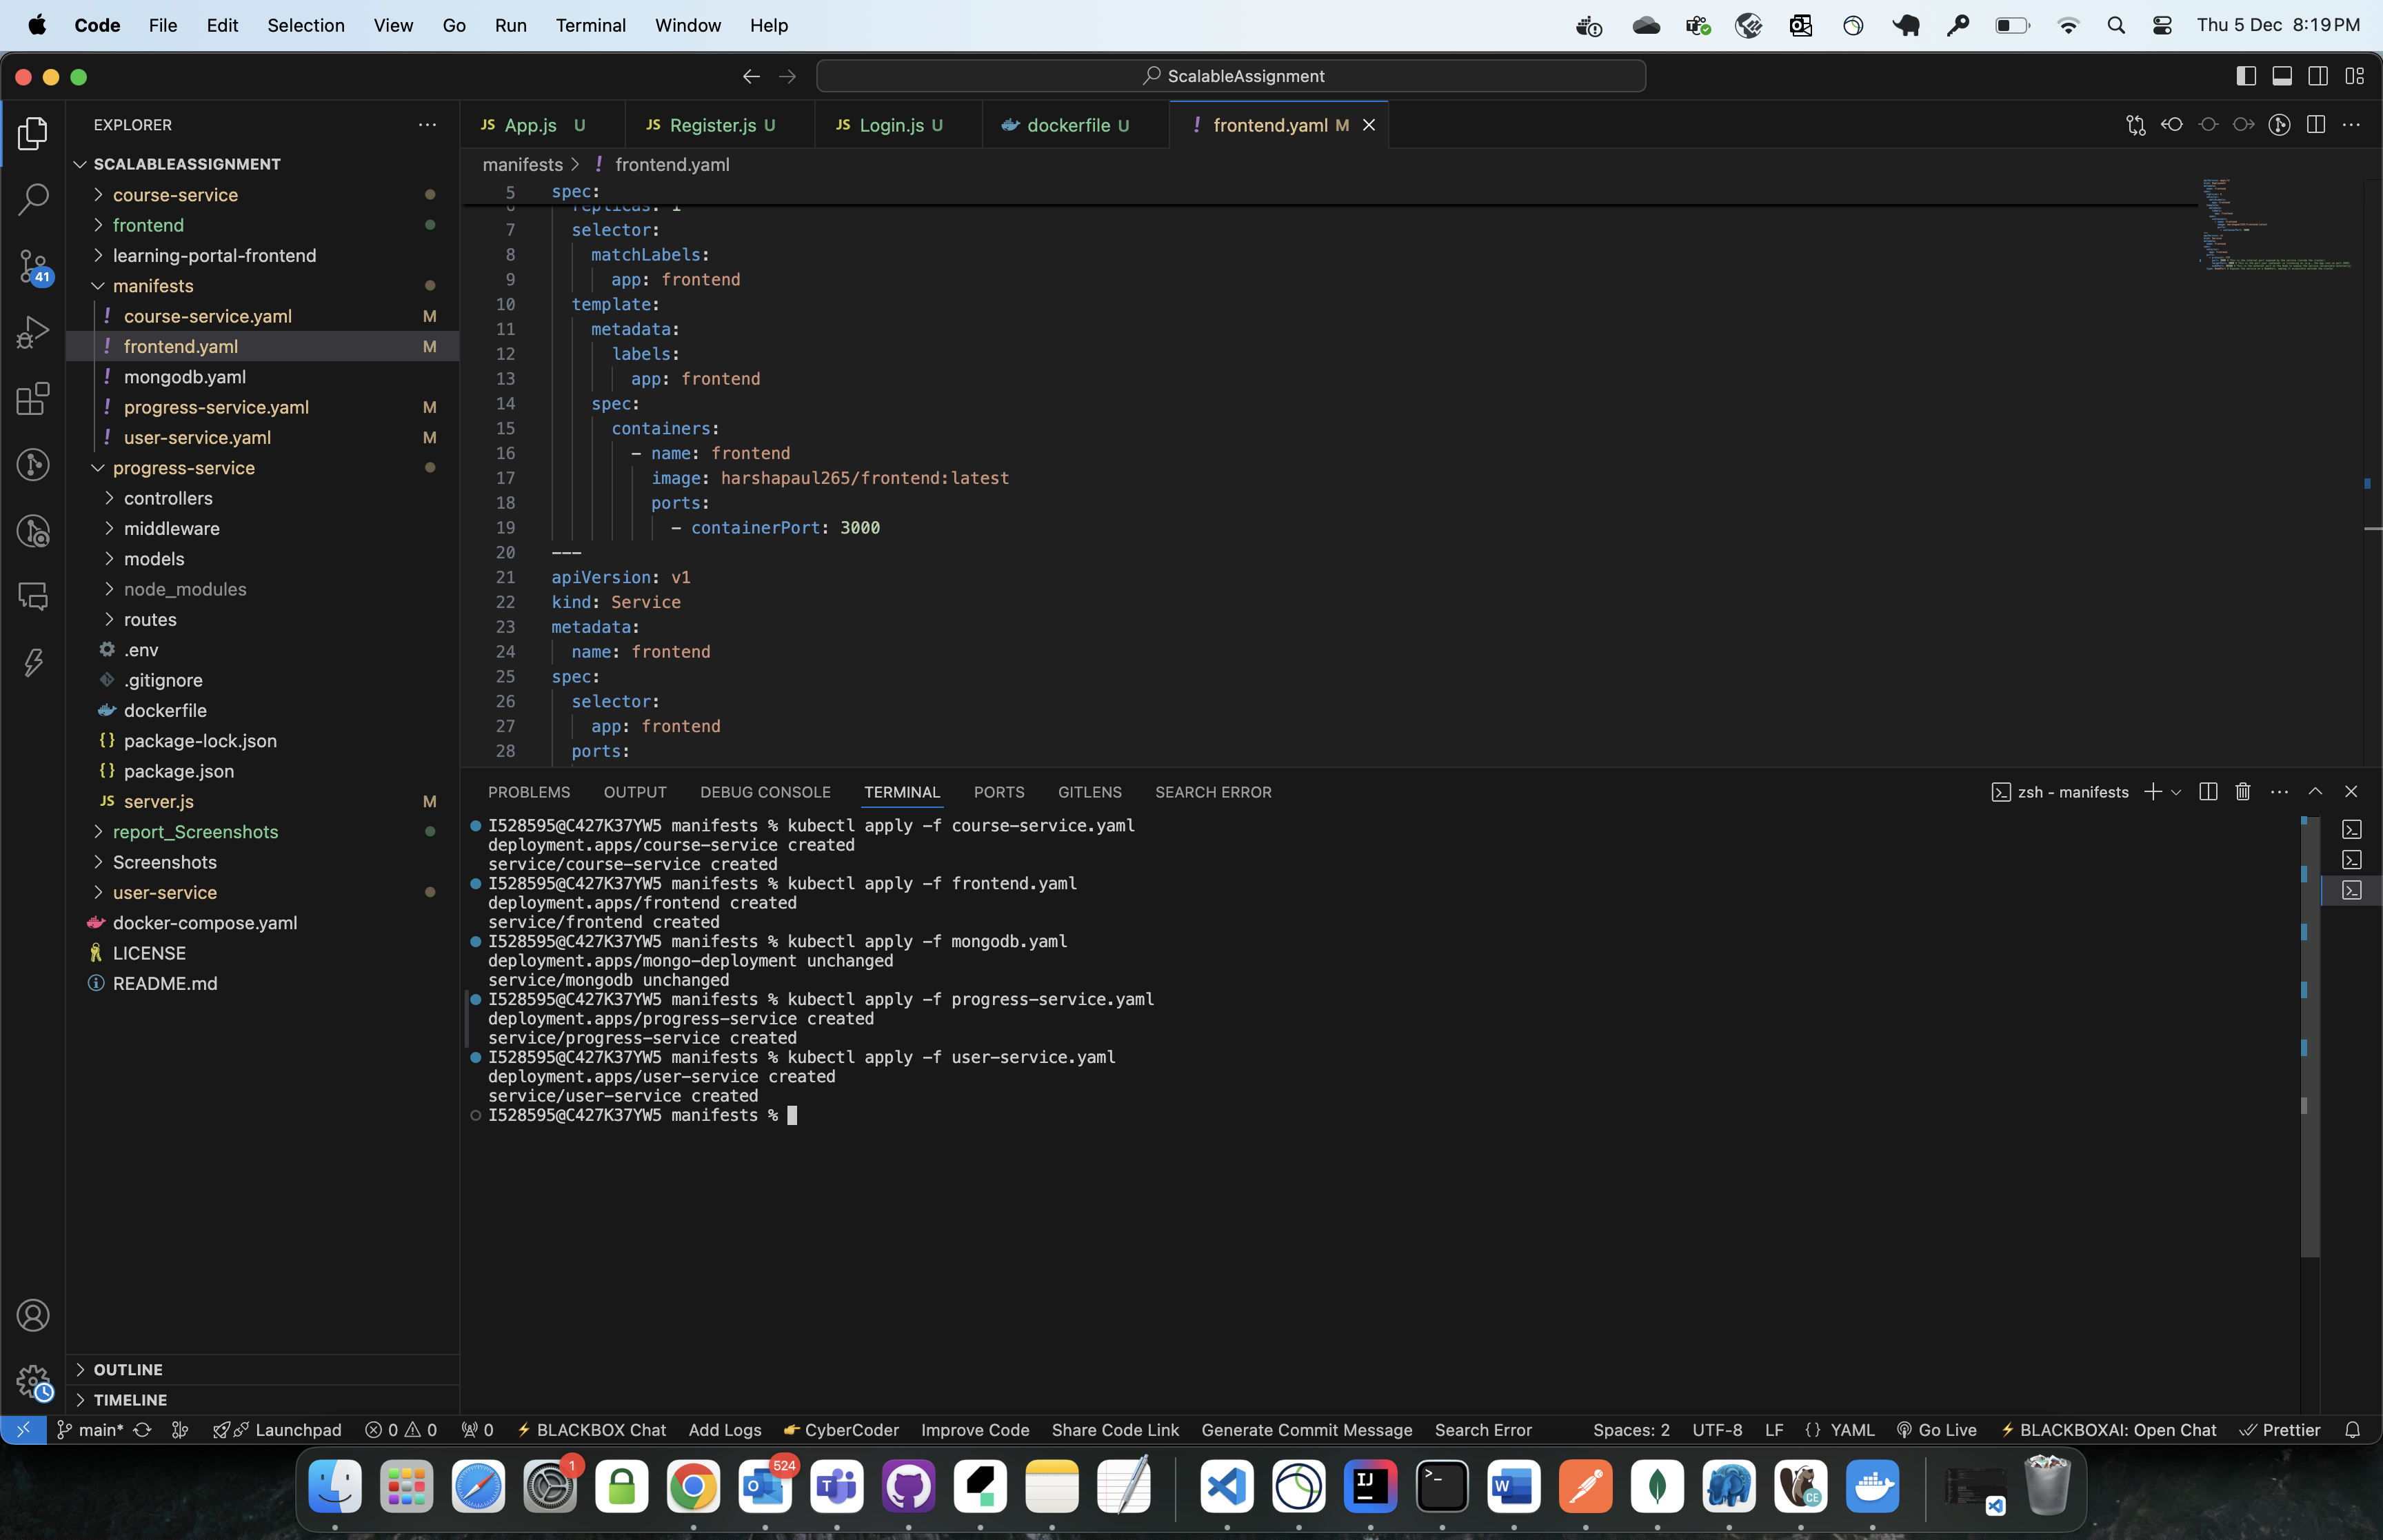 Code File Edit Selection View Go Run Terminal Window Help
Thu 5 Dec 8:19 PM
ScalableAssignment
EXPLORER
SCALABLEASSIGNMENT
course-service
frontend
learning-portal-frontend
manifests
course-service.yaml M
frontend.yaml M
mongodb.yaml
progress-service.yaml M
user-service.yaml M
progress-service
controllers
middleware
models
node_modules
routes
.env
.gitignore
dockerfile
package-lock.json
package.json
JS server.js M
report_Screenshots
Screenshots
user-service
docker-compose.yaml
LICENSE
README.md
OUTLINE
TIMELINE
41
JS App.js U
JS Register.js U
JS Login.js U
dockerfile U
! frontend.yaml M
manifests > ! frontend.yaml
5 spec:
6 replicas: 1
7 selector:
8 matchLabels:
9 app: frontend
10 template:
11 metadata:
12 labels:
13 app: frontend
14 spec:
15 containers:
16 - name: frontend
17 image: harshapaul265/frontend:latest
18 ports:
19 - containerPort: 3000
20 ---
21 apiVersion: v1
22 kind: Service
23 metadata:
24 name: frontend
25 spec:
26 selector:
27 app: frontend
28 ports:
PROBLEMS OUTPUT DEBUG CONSOLE TERMINAL PORTS GITLENS SEARCH ERROR
zsh - manifests
I528595@C427K37YW5 manifests % kubectl apply -f course-service.yaml
deployment.apps/course-service created
service/course-service created
I528595@C427K37YW5 manifests % kubectl apply -f frontend.yaml
deployment.apps/frontend created
service/frontend created
I528595@C427K37YW5 manifests % kubectl apply -f mongodb.yaml
deployment.apps/mongo-deployment unchanged
service/mongodb unchanged
I528595@C427K37YW5 manifests % kubectl apply -f progress-service.yaml
deployment.apps/progress-service created
service/progress-service created
I528595@C427K37YW5 manifests % kubectl apply -f user-service.yaml
deployment.apps/user-service created
service/user-service created
I528595@C427K37YW5 manifests %
main* Launchpad 0 0 0 BLACKBOX Chat Add Logs CyberCoder Improve Code Share Code Link Generate Commit Message Search Error Spaces: 2 UTF-8 LF {} YAML Go Live BLACKBOXAI: Open Chat Prettier
1
524
IJ
W
CE